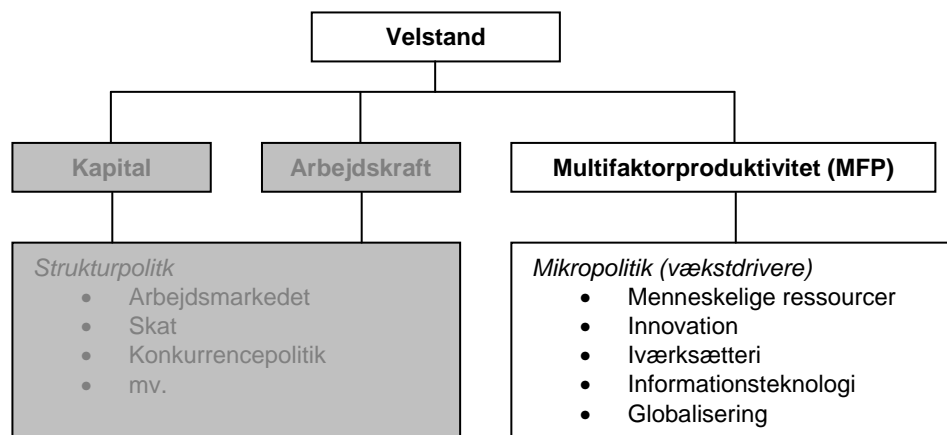 Velstand
Kapital
Arbejdskraft
Multifaktorproduktivitet (MFP)
Strukturpolitk
• Arbejdsmarkedet
• Skat
• Konkurrencepolitik
• mv.
Mikropolitik (vækstdrivere)
• Menneskelige ressourcer
• Innovation
• Iværksætteri
• Informationsteknologi
• Globalisering